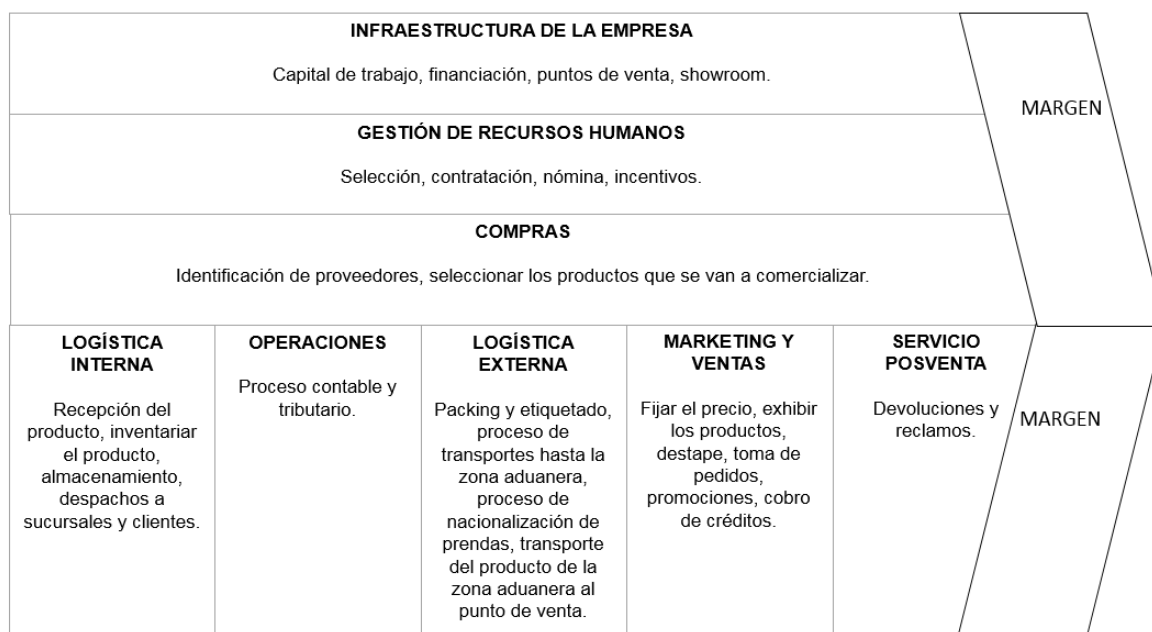 INFRAESTRUCTURA DE LA EMPRESA
Capital de trabajo, financiación, puntos de venta, showroom.
MARGEN
GESTIÓN DE RECURSOS HUMANOS
Selección, contratación, nómina, incentivos.
COMPRAS
Identificación de proveedores, seleccionar los productos que se van a comercializar.
LOGÍSTICA
INTERNA
Recepción del
producto, inventariar
el producto,
almacenamiento,
despachos a
sucursales y clientes.
OPERACIONES
Proceso contable y
tributario.
LOGÍSTICA
EXTERNA
Packing y etiquetado,
proceso de
transportes hasta la
zona aduanera,
proceso de
nacionalización de
prendas, transporte
del producto de la
zona aduanera al
punto de venta.
MARKETING Y
VENTAS
Fijar el precio, exhibir
los productos,
destape, toma de
pedidos,
promociones, cobro
de créditos.
SERVICIO
POSVENTA
Devoluciones y
reclamos.
MARGEN